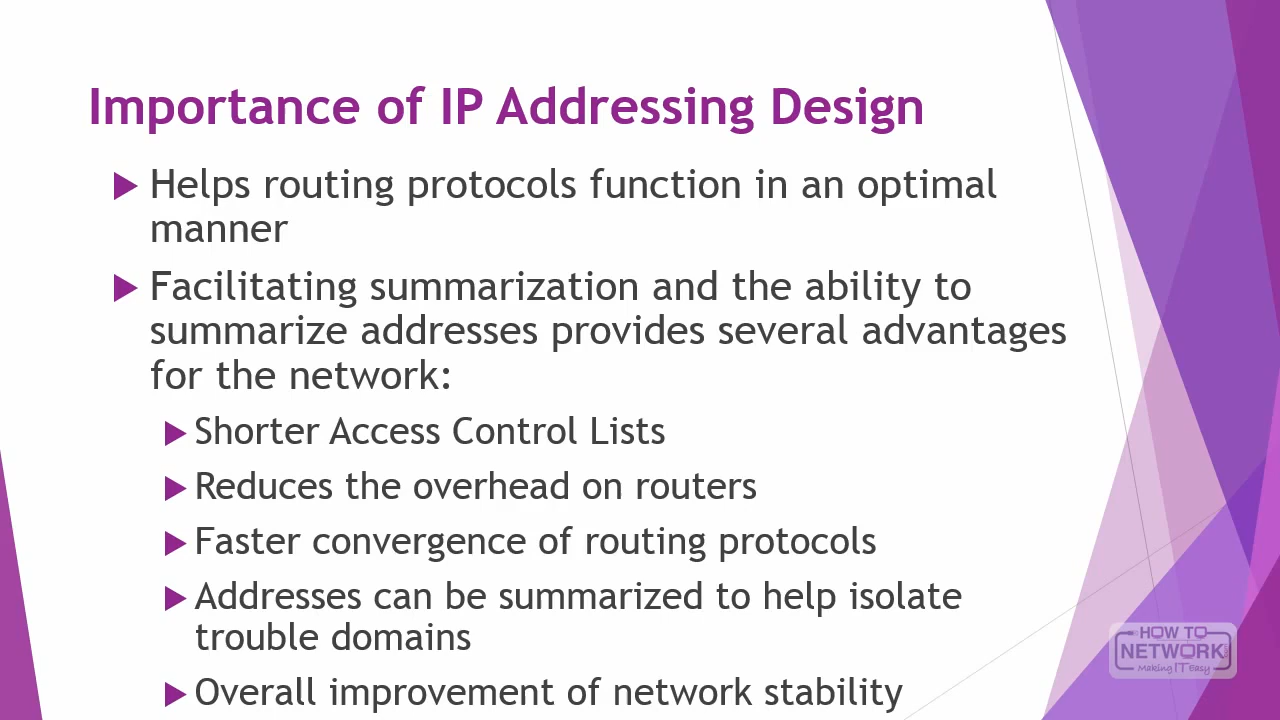 Importance of IP Addressing Design
Helps routing protocols function in an optimal
manner
Facilitating summarization and the ability to
summarize addresses provides several advantages
for the network:
Shorter Access Control Lists
Reduces the overhead on routers
Faster convergence of routing protocols
Addresses can be summarized to help isolate
trouble domains
Overall improvement of network stability
HOW TO
NETWORK
Making IT Easy